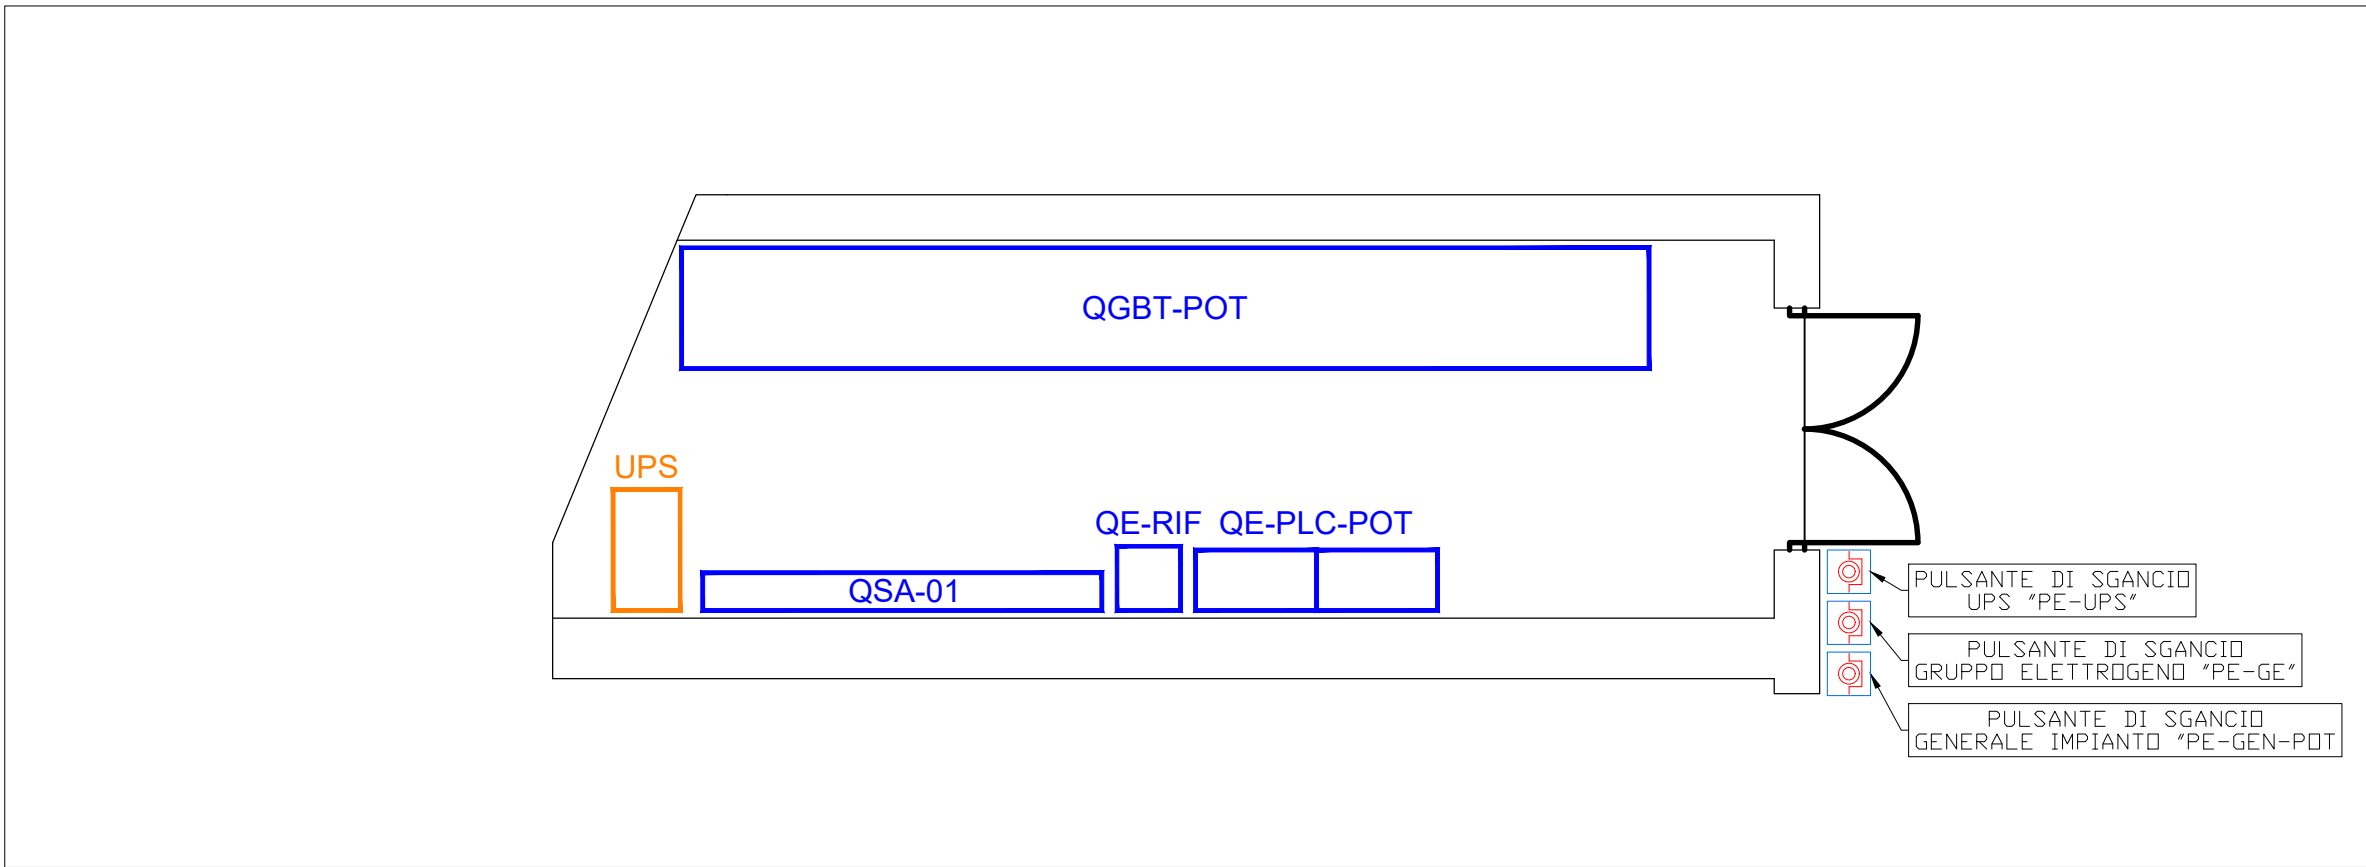 QGBT-POT
UPS
QE-RIF QE-PLC-POT
QSA-01
PULSANTE DI SGANCIO
UPS "PE-UPS"
PULSANTE DI SGANCIO
GRUPPO ELETTROGENO "PE-GE"
PULSANTE DI SGANCIO
GENERALE IMPIANTO "PE-GEN-POT